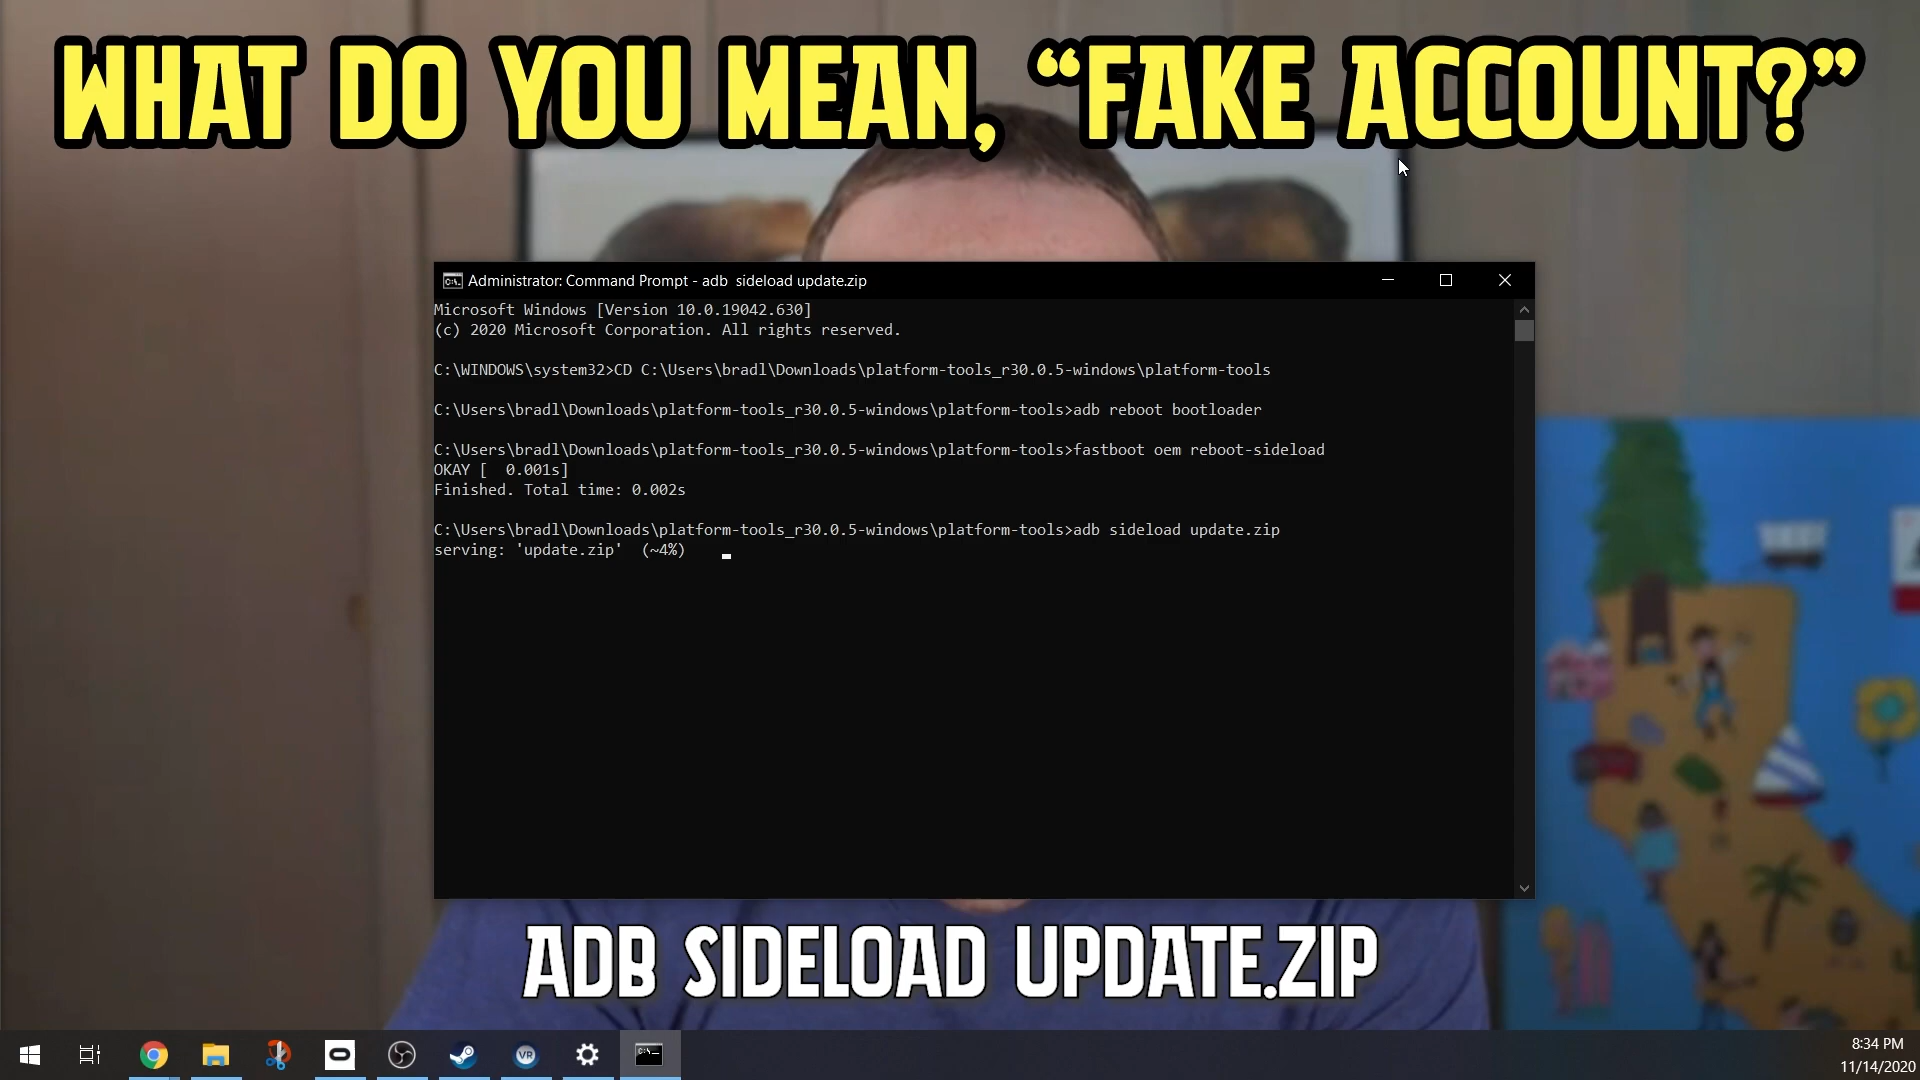 WHAT DO YOU MEAN, “FAKE ACCOUNT?”
Administrator: Command Prompt - adb  sideload update.zip
Microsoft Windows [Version 10.0.19042.630]
(c) 2020 Microsoft Corporation. All rights reserved.
C:\WINDOWS\system32>CD C:\Users\bradl\Downloads\platform-tools_r30.0.5-windows\platform-tools
C:\Users\bradl\Downloads\platform-tools_r30.0.5-windows\platform-tools>adb reboot bootloader
C:\Users\bradl\Downloads\platform-tools_r30.0.5-windows\platform-tools>fastboot oem reboot-sideload
OKAY [  0.001s]
Finished. Total time: 0.002s
C:\Users\bradl\Downloads\platform-tools_r30.0.5-windows\platform-tools>adb sideload update.zip
serving: 'update.zip'  (~4%)
ADB SIDELOAD UPDATE.ZIP
VR
8:34 PM
11/14/2020